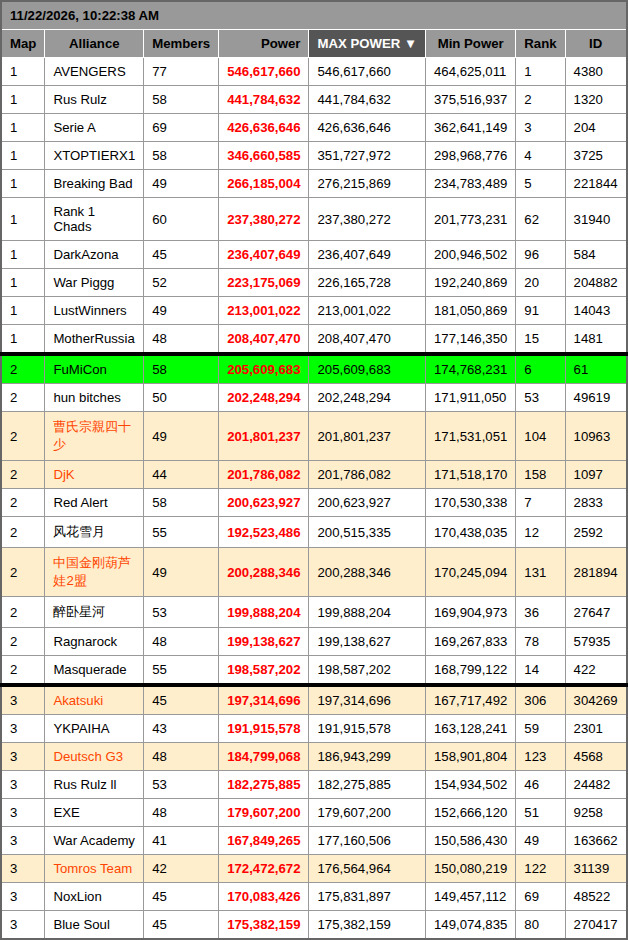 11/22/2026, 10:22:38 AM
Map Alliance Members Power MAX POWER ▼ Min Power Rank ID
1 AVENGERS 77 546,617,660 546,617,660 464,625,011 1 4380
1 Rus Rulz 58 441,784,632 441,784,632 375,516,937 2 1320
1 Serie A 69 426,636,646 426,636,646 362,641,149 3 204
1 XTOPTIERX1 58 346,660,585 351,727,972 298,968,776 4 3725
1 Breaking Bad 49 266,185,004 276,215,869 234,783,489 5 221844
1 Rank 1
Chads 60 237,380,272 237,380,272 201,773,231 62 31940
1 DarkAzona 45 236,407,649 236,407,649 200,946,502 96 584
1 War Piggg 52 223,175,069 226,165,728 192,240,869 20 204882
1 LustWinners 49 213,001,022 213,001,022 181,050,869 91 14043
1 MotherRussia 48 208,407,470 208,407,470 177,146,350 15 1481
2 FuMiCon 58 205,609,683 205,609,683 174,768,231 6 61
2 hun bitches 50 202,248,294 202,248,294 171,911,050 53 49619
2 曹氏宗親四十
少 49 201,801,237 201,801,237 171,531,051 104 10963
2 DjK 44 201,786,082 201,786,082 171,518,170 158 1097
2 Red Alert 58 200,623,927 200,623,927 170,530,338 7 2833
2 风花雪月 55 192,523,486 200,515,335 170,438,035 12 2592
2 中国金刚葫芦
娃2盟 49 200,288,346 200,288,346 170,245,094 131 281894
2 醉卧星河 53 199,888,204 199,888,204 169,904,973 36 27647
2 Ragnarock 48 199,138,627 199,138,627 169,267,833 78 57935
2 Masquerade 55 198,587,202 198,587,202 168,799,122 14 422
3 Akatsuki 45 197,314,696 197,314,696 167,717,492 306 304269
3 YKPAIHA 43 191,915,578 191,915,578 163,128,241 59 2301
3 Deutsch G3 48 184,799,068 186,943,299 158,901,804 123 4568
3 Rus Rulz ll 53 182,275,885 182,275,885 154,934,502 46 24482
3 EXE 48 179,607,200 179,607,200 152,666,120 51 9258
3 War Academy 41 167,849,265 177,160,506 150,586,430 49 163662
3 Tomros Team 42 172,472,672 176,564,964 150,080,219 122 31139
3 NoxLion 45 170,083,426 175,831,897 149,457,112 69 48522
3 Blue Soul 45 175,382,159 175,382,159 149,074,835 80 270417